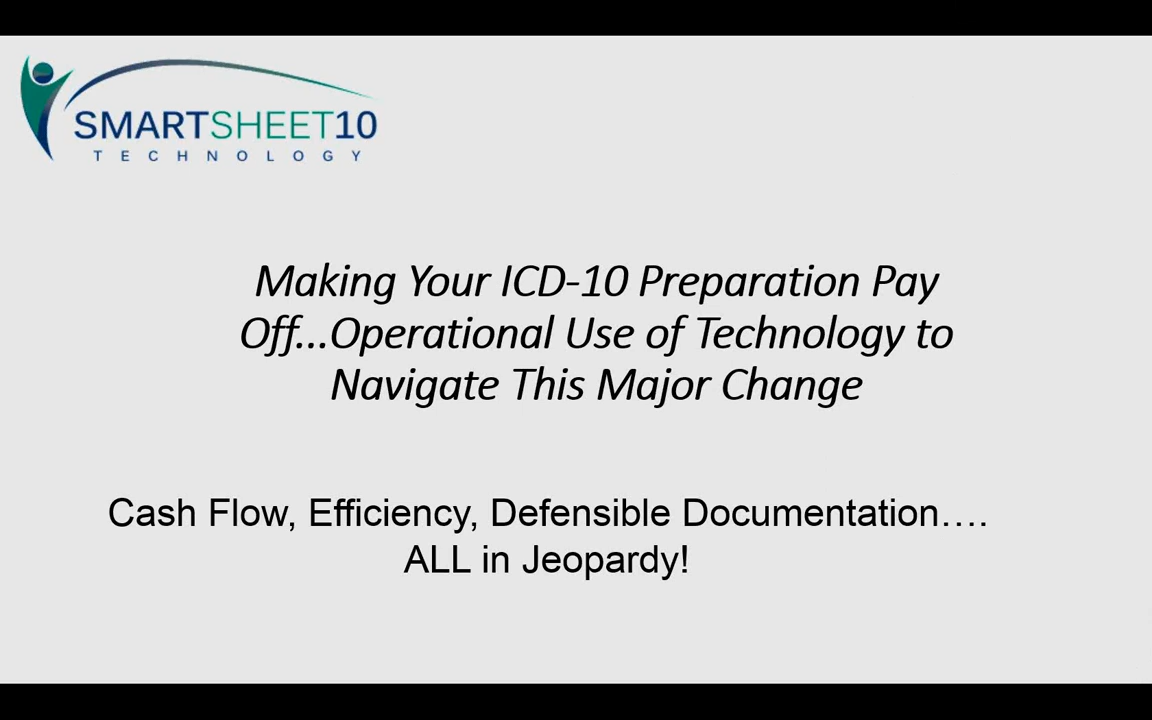 SMARTSHEET10
TECHNOLOGY
Making Your ICD-10 Preparation Pay
Off...Operational Use of Technology to
Navigate This Major Change
Cash Flow, Efficiency, Defensible Documentation....
ALL in Jeopardy!